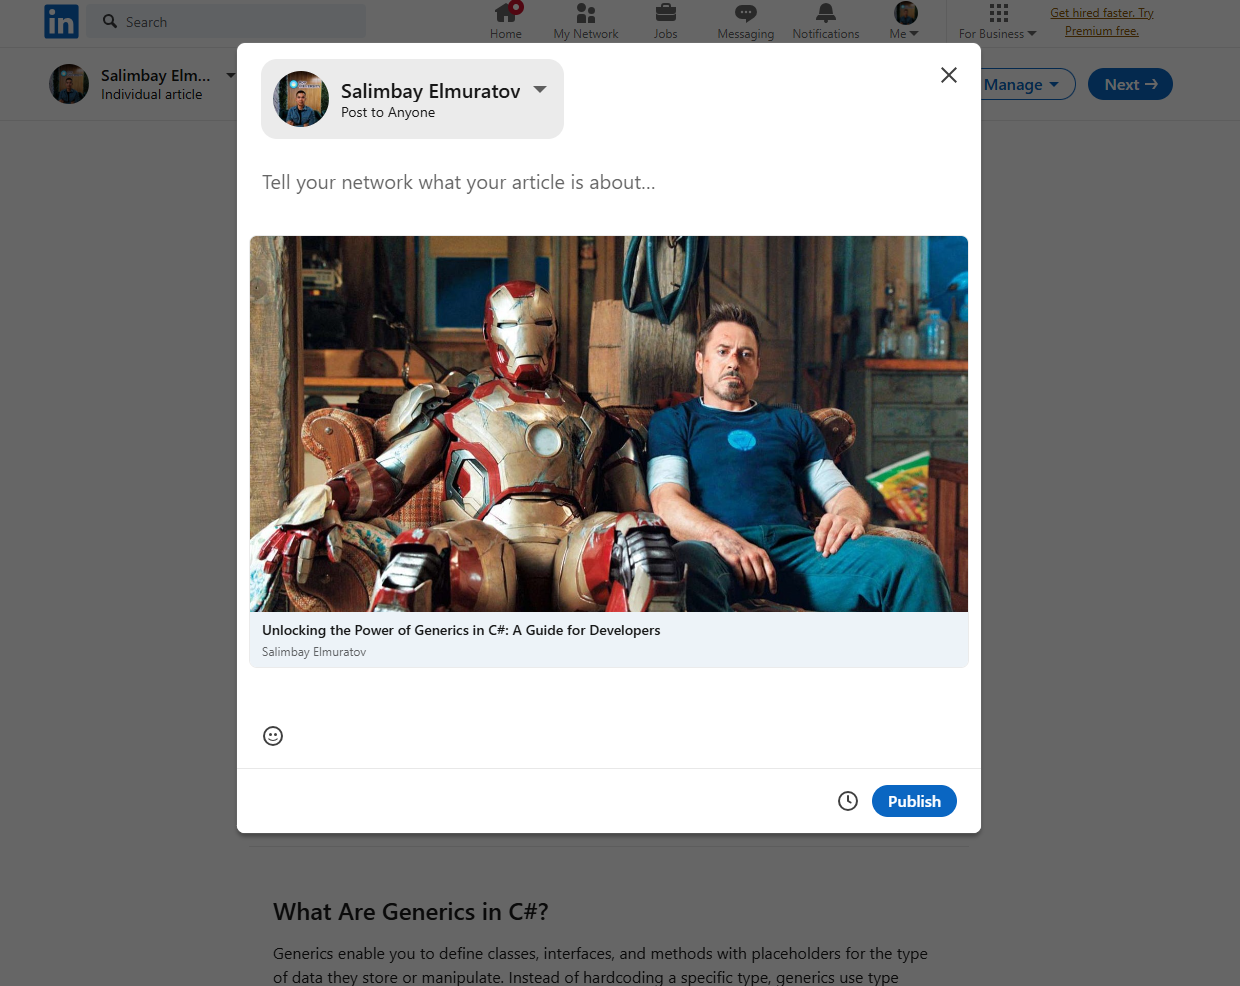 in
Search
Home
My Network
Jobs
Messaging
Notifications
Me
For Business
Get hired faster. Try
Premium free.
Salimbay Elm...
Individual article
Manage
Next →
Salimbay Elmuratov
Post to Anyone
Tell your network what your article is about...
Unlocking the Power of Generics in C#: A Guide for Developers
Salimbay Elmuratov
Publish
What Are Generics in C#?
Generics enable you to define classes, interfaces, and methods with placeholders for the type
of data they store or manipulate. Instead of hardcoding a specific type, generics use type